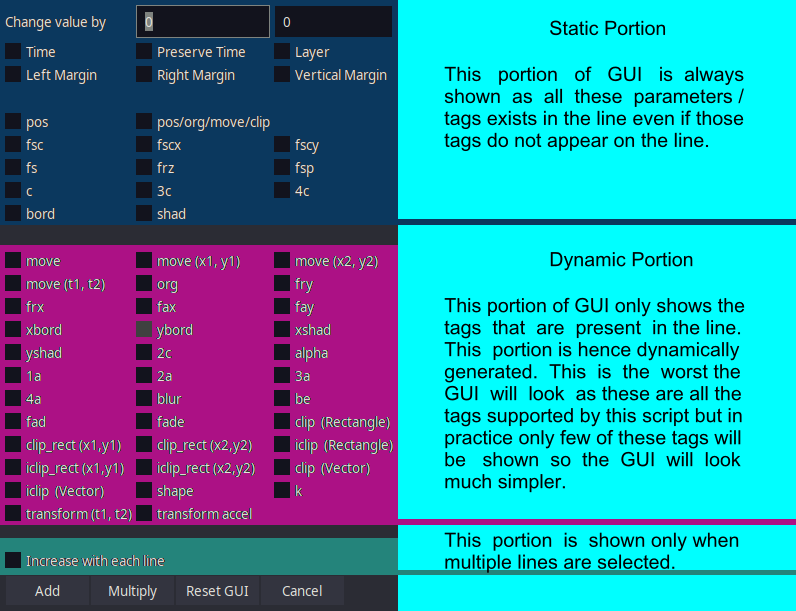 Change value by 0 0
Time Preserve Time Layer
Left Margin Right Margin Vertical Margin
pos pos/org/move/clip
fsc fscx fscy
fs frz fsp
c 3c 4c
bord shad
Static Portion
This portion of GUI is always
shown as all these parameters /
tags exists in the line even if those
tags do not appear on the line.
move move (x1, y1) move (x2, y2)
move (t1, t2) org fry
frx fax fay
xbord ybord xshad
yshad 2c alpha
1a 2a 3a
4a blur be
fad fade clip (Rectangle)
clip_rect (x1,y1) clip_rect (x2,y2) iclip (Rectangle)
iclip_rect (x1,y1) iclip_rect (x2,y2) clip (Vector)
iclip (Vector) shape k
transform (t1, t2) transform accel
Dynamic Portion
This portion of GUI only shows the
tags that are present in the line.
This portion is hence dynamically
generated. This is the worst the
GUI will look as these are all the
tags supported by this script but in
practice only few of these tags will
be shown so the GUI will look
much simpler.
Increase with each line
This portion is shown only when
multiple lines are selected.
Add Multiply Reset GUI Cancel